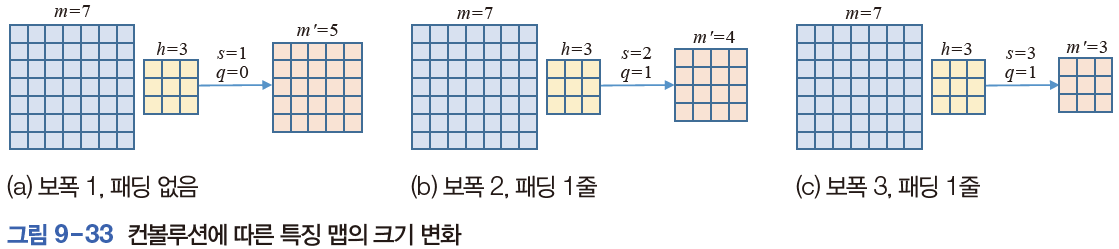 m=7
h=3
s=1
q=0
m′=5
m=7
h=3
s=2
q=1
m′=4
m=7
h=3
s=3
q=1
m′=3
(a) 보폭 1, 패딩 없음
(b) 보폭 2, 패딩 1줄
(c) 보폭 3, 패딩 1줄
그림 9-33 컨볼루션에 따른 특징 맵의 크기 변화